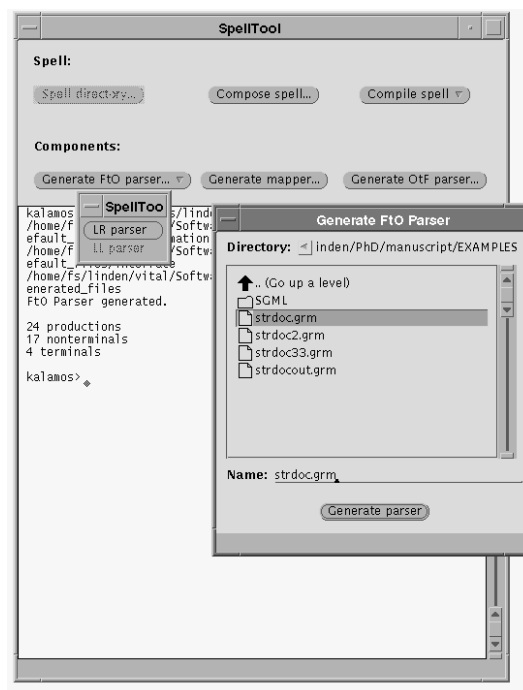 SpellTool
Spell:
Spell directory...
Compose spell...
Compile spell
Components:
Generate FtO parser...
Generate mapper...
Generate OtF parser...
SpellToo
LR parser
LL parser
kalamos
/home/f
efault_
/home/f
efault_
/home/fs/linden/vital/Softwa
enerated_files
FtO Parser generated.
24 productions
17 nonterminals
4 terminals
kalamos>
Generate FtO Parser
Directory: inden/PhD/manuscript/EXAMPLES
.. (Go up a level)
SGML
strdoc.grm
strdoc2.grm
strdoc33.grm
strdocout.grm
Name: strdoc.grm
Generate parser